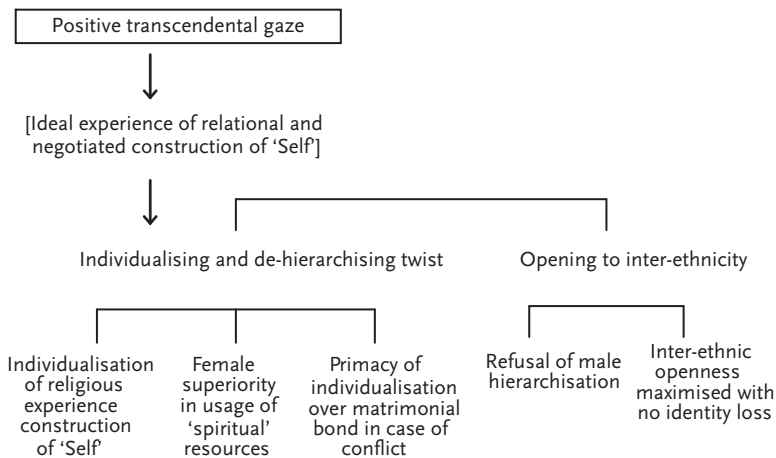 Positive transcendental gaze
[Ideal experience of relational and
negotiated construction of ‘Self’]
Individualising and de-hierarchising twist
Opening to inter-ethnicity
Individualisation
of religious
experience
construction
of ‘Self’
Female
superiority
in usage of
‘spiritual’
resources
Primacy of
individualisation
over matrimonial
bond in case of
conflict
Refusal of male
hierarchisation
Inter-ethnic
openness
maximised with
no identity loss